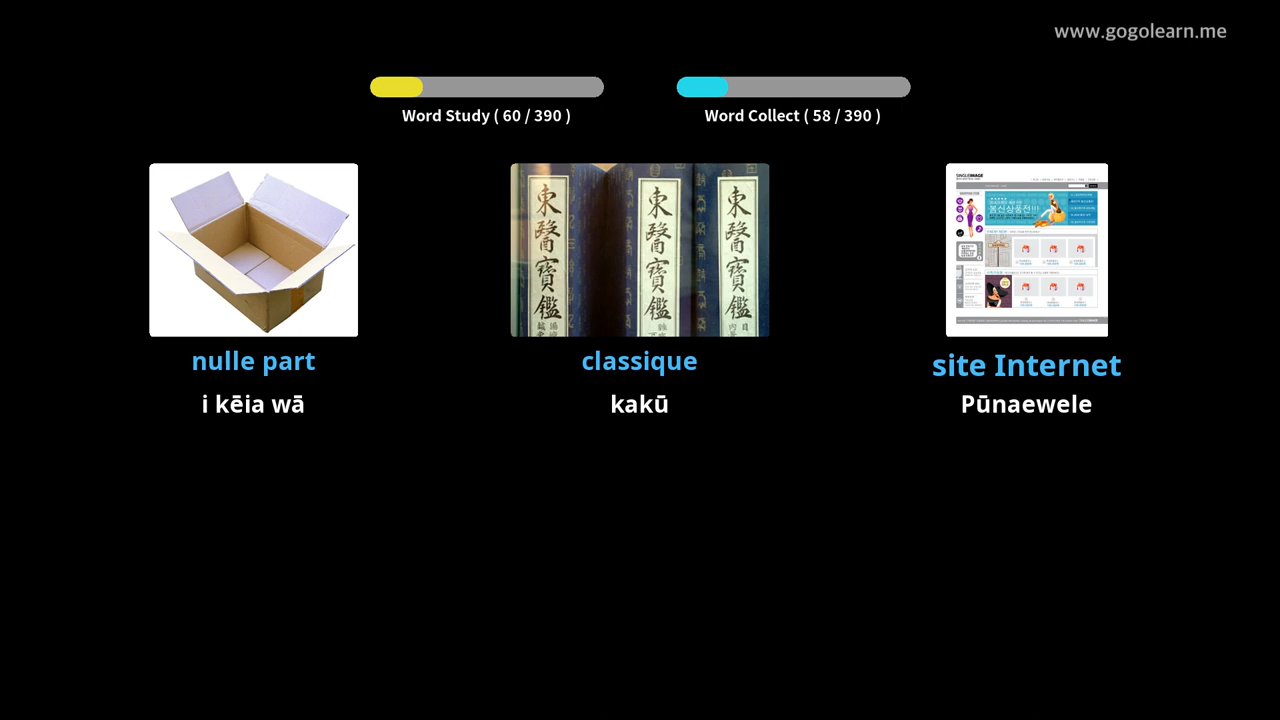 www.gogolearn.me
Word Study ( 60 / 390 )
Word Collect ( 58 / 390 )
東醫寶鑑
東醫寶鑑
東醫寶鑑
nulle part
classique
site Internet
i kēia wā
kakū
Pūnaewele